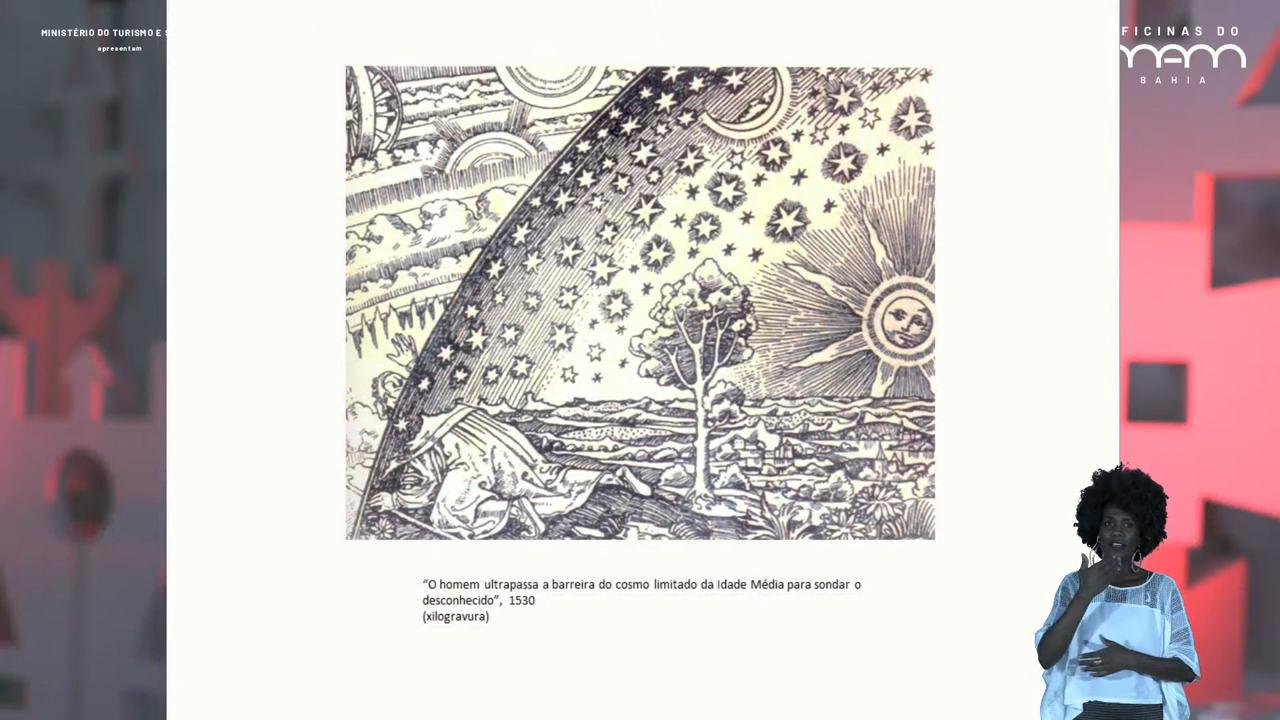 MINISTÉRIO DO TURISMO E
apresentam
FICINAS DO
MAM
BAHIA
“O homem ultrapassa a barreira do cosmo limitado da Idade Média para sondar o
desconhecido”, 1530
(xilogravura)